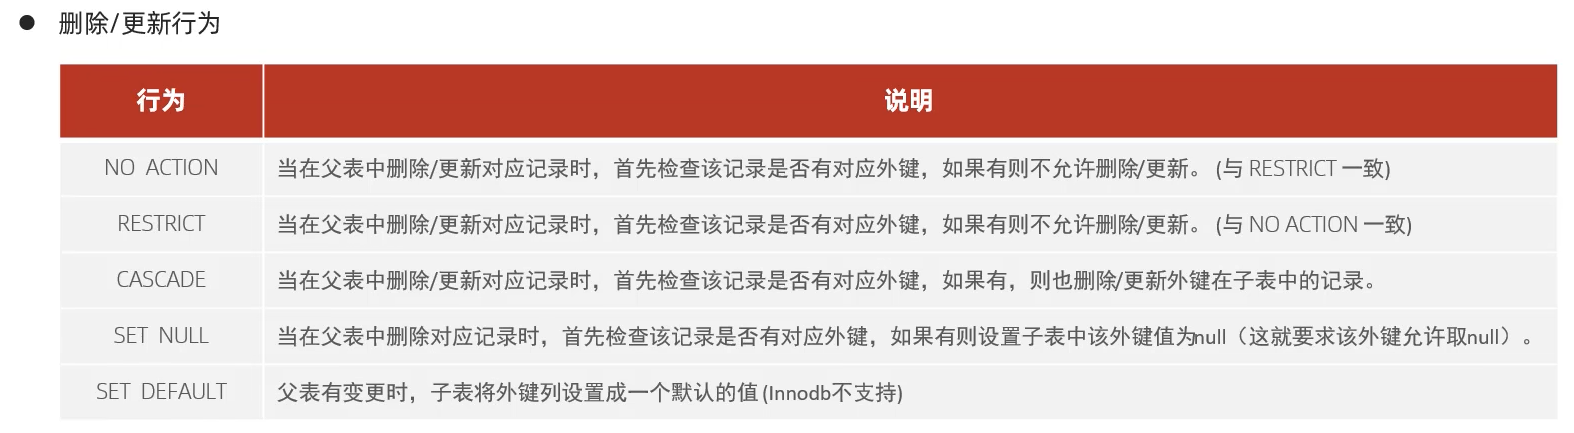 ● 删除/更新行为
行为 说明
NO ACTION 当在父表中删除/更新对应记录时，首先检查该记录是否有对应外键，如果有则不允许删除/更新。 (与 RESTRICT 一致)
RESTRICT 当在父表中删除/更新对应记录时，首先检查该记录是否有对应外键，如果有则不允许删除/更新。 (与 NO ACTION 一致)
CASCADE 当在父表中删除/更新对应记录时，首先检查该记录是否有对应外键，如果有，则也删除/更新外键在子表中的记录。
SET NULL 当在父表中删除对应记录时，首先检查该记录是否有对应外键，如果有则设置子表中该外键值为null（这就要求该外键允许取null）。
SET DEFAULT 父表有变更时，子表将外键列设置成一个默认的值 (Innodb不支持)